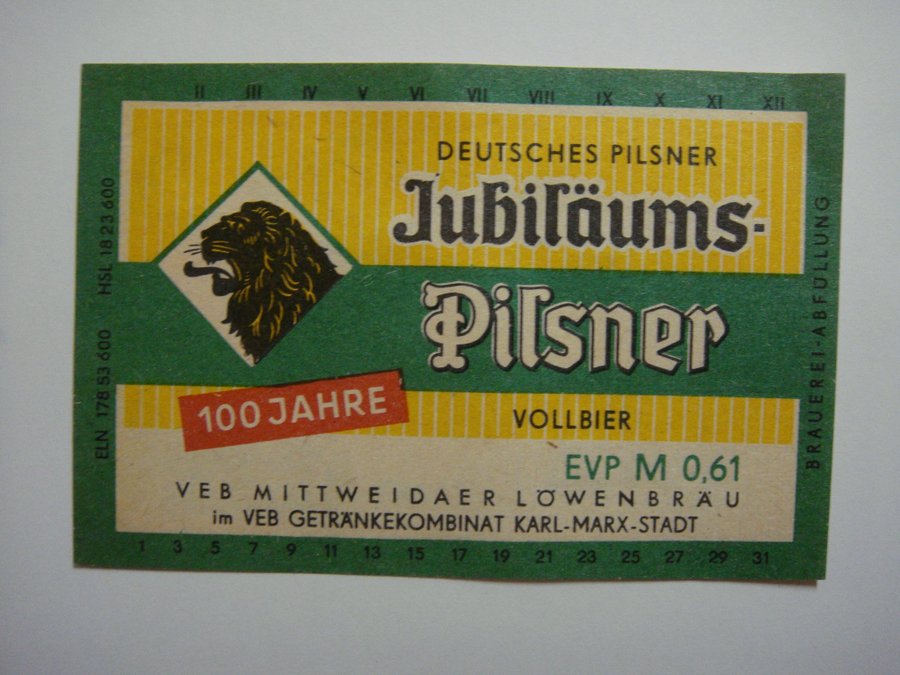 II III IV V VI VII VIII IX X XI XII
DEUTSCHES PILSNER
Jubiläums-
Pilsner
100 JAHRE
VOLLBIER
EVP M 0,61
VEB MITTWEIDAER LÖWENBRÄU
im VEB GETRÄNKEKOMBINAT KARL-MARX-STADT
1 3 5 7 9 11 13 15 17 19 21 23 25 27 29 31
ELN 178 53 600 HSL 18 23 600
BRAUEREI-ABFÜLLUNG